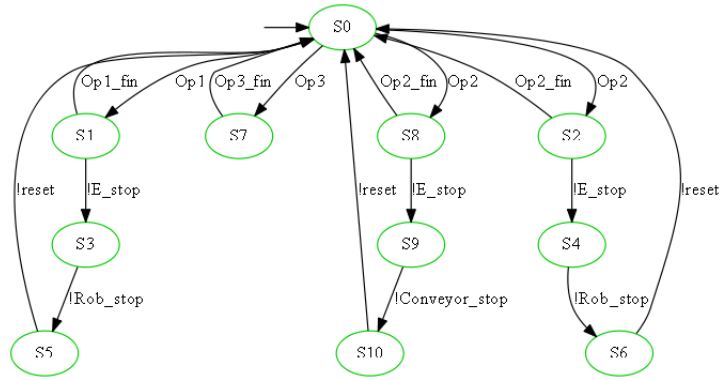 S0
Op1_fin
Op1
Op3_fin
Op3
Op2_fin
Op2
Op2_fin
Op2
S1
S7
S8
S2
!reset
!E_stop
!reset
!E_stop
!E_stop
!reset
S3
S9
S4
!Rob_stop
!Conveyor_stop
!Rob_stop
S5
S10
S6